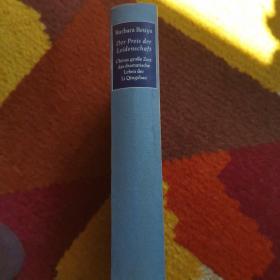 Barbara Beuys
Der Preis der
Leidenschaft
Chinas große Zeit:
das dramatische
Leben der
Li Qingzhao